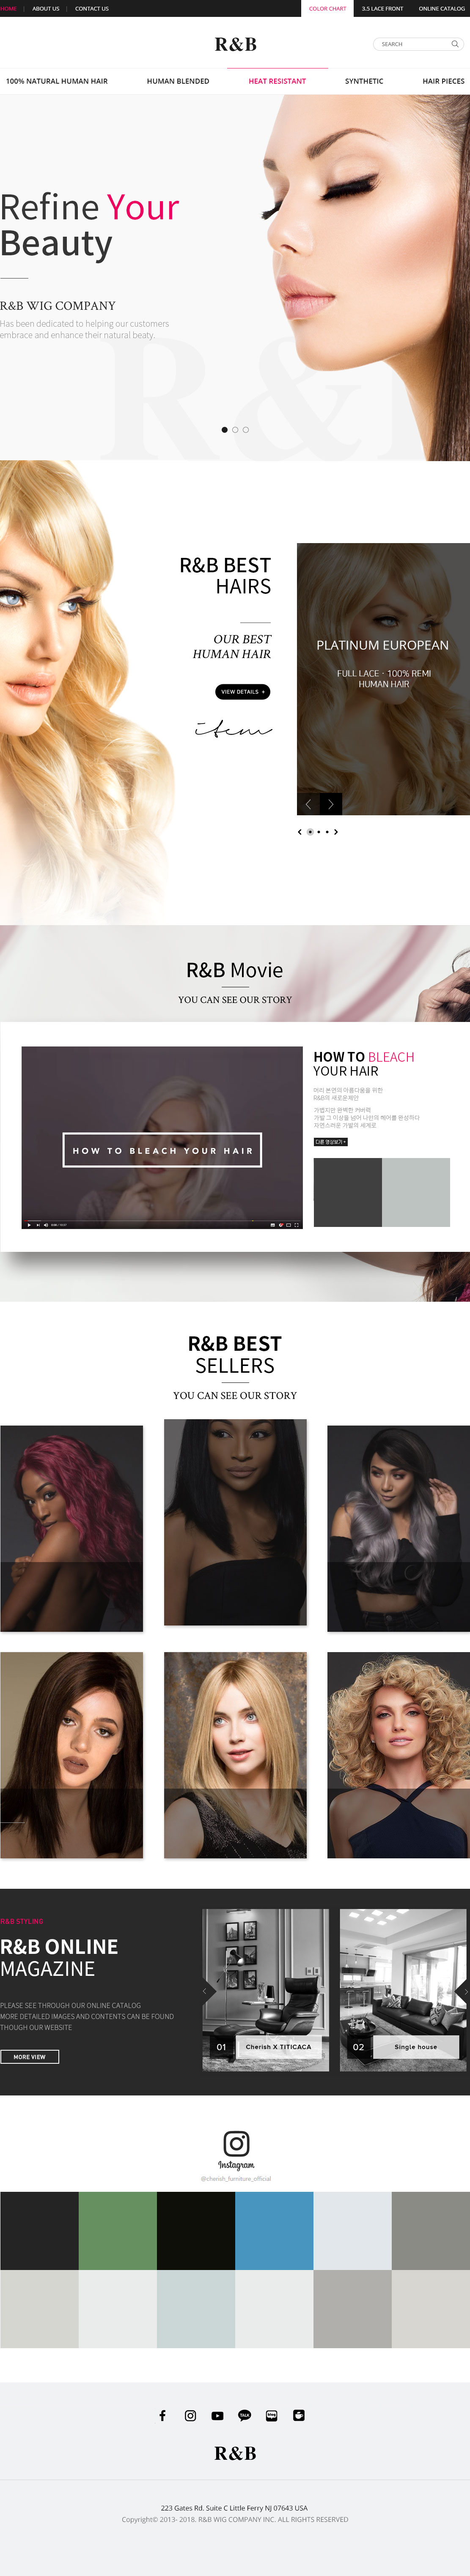 HOME | ABOUT US | CONTACT US
COLOR CHART 3.5 LACE FRONT ONLINE CATALOG
R&B
SEARCH
100% NATURAL HUMAN HAIR HUMAN BLENDED HEAT RESISTANT SYNTHETIC HAIR PIECES
Refine Your
Beauty
R&B WIG COMPANY
Has been dedicated to helping our customers
embrace and enhance their natural beaty.
R&B
R&B BEST
HAIRS
OUR BEST
HUMAN HAIR
VIEW DETAILS +
item
PLATINUM EUROPEAN
FULL LACE - 100% REMI
HUMAN HAIR
R&B Movie
YOU CAN SEE OUR STORY
HOW TO BLEACH YOUR HAIR
HOW TO BLEACH
YOUR HAIR
머리 본연의 아름다움을 위한
R&B의 새로운제안
가볍지만 완벽한 커버력
가발 그 이상을 넘어 나만의 헤어를 완성하다
자연스러운 가발의 세계로
다른 영상보기 +
R&B BEST
SELLERS
YOU CAN SEE OUR STORY
R&B STYLING
R&B ONLINE
MAGAZINE
PLEASE SEE THROUGH OUR ONLINE CATALOG
MORE DETAILED IMAGES AND CONTENTS CAN BE FOUND
THOUGH OUR WEBSITE
MORE VIEW
01 Cherish X TITICACA
02 Single house
Instagram
@cherish_furniture_official
TALK
blog
R&B
223 Gates Rd. Suite C Little Ferry NJ 07643 USA
Copyright© 2013- 2018. R&B WIG COMPANY INC. ALL RIGHTS RESERVED